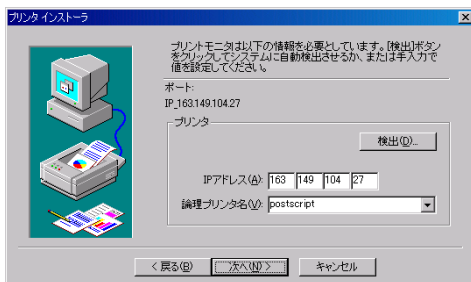 プリンタ インストーラ
プリントモニタは以下の情報を必要としています。[検出]ボタン
をクリックしてシステムに自動検出させるか、または手入力で
値を設定してください。
ポート:
IP_163.149.104.27
プリンタ
検出(D)...
IPアドレス(A): 163 149 104 27
論理プリンタ名(V): postscript
< 戻る(B) 次へ(N) > キャンセル